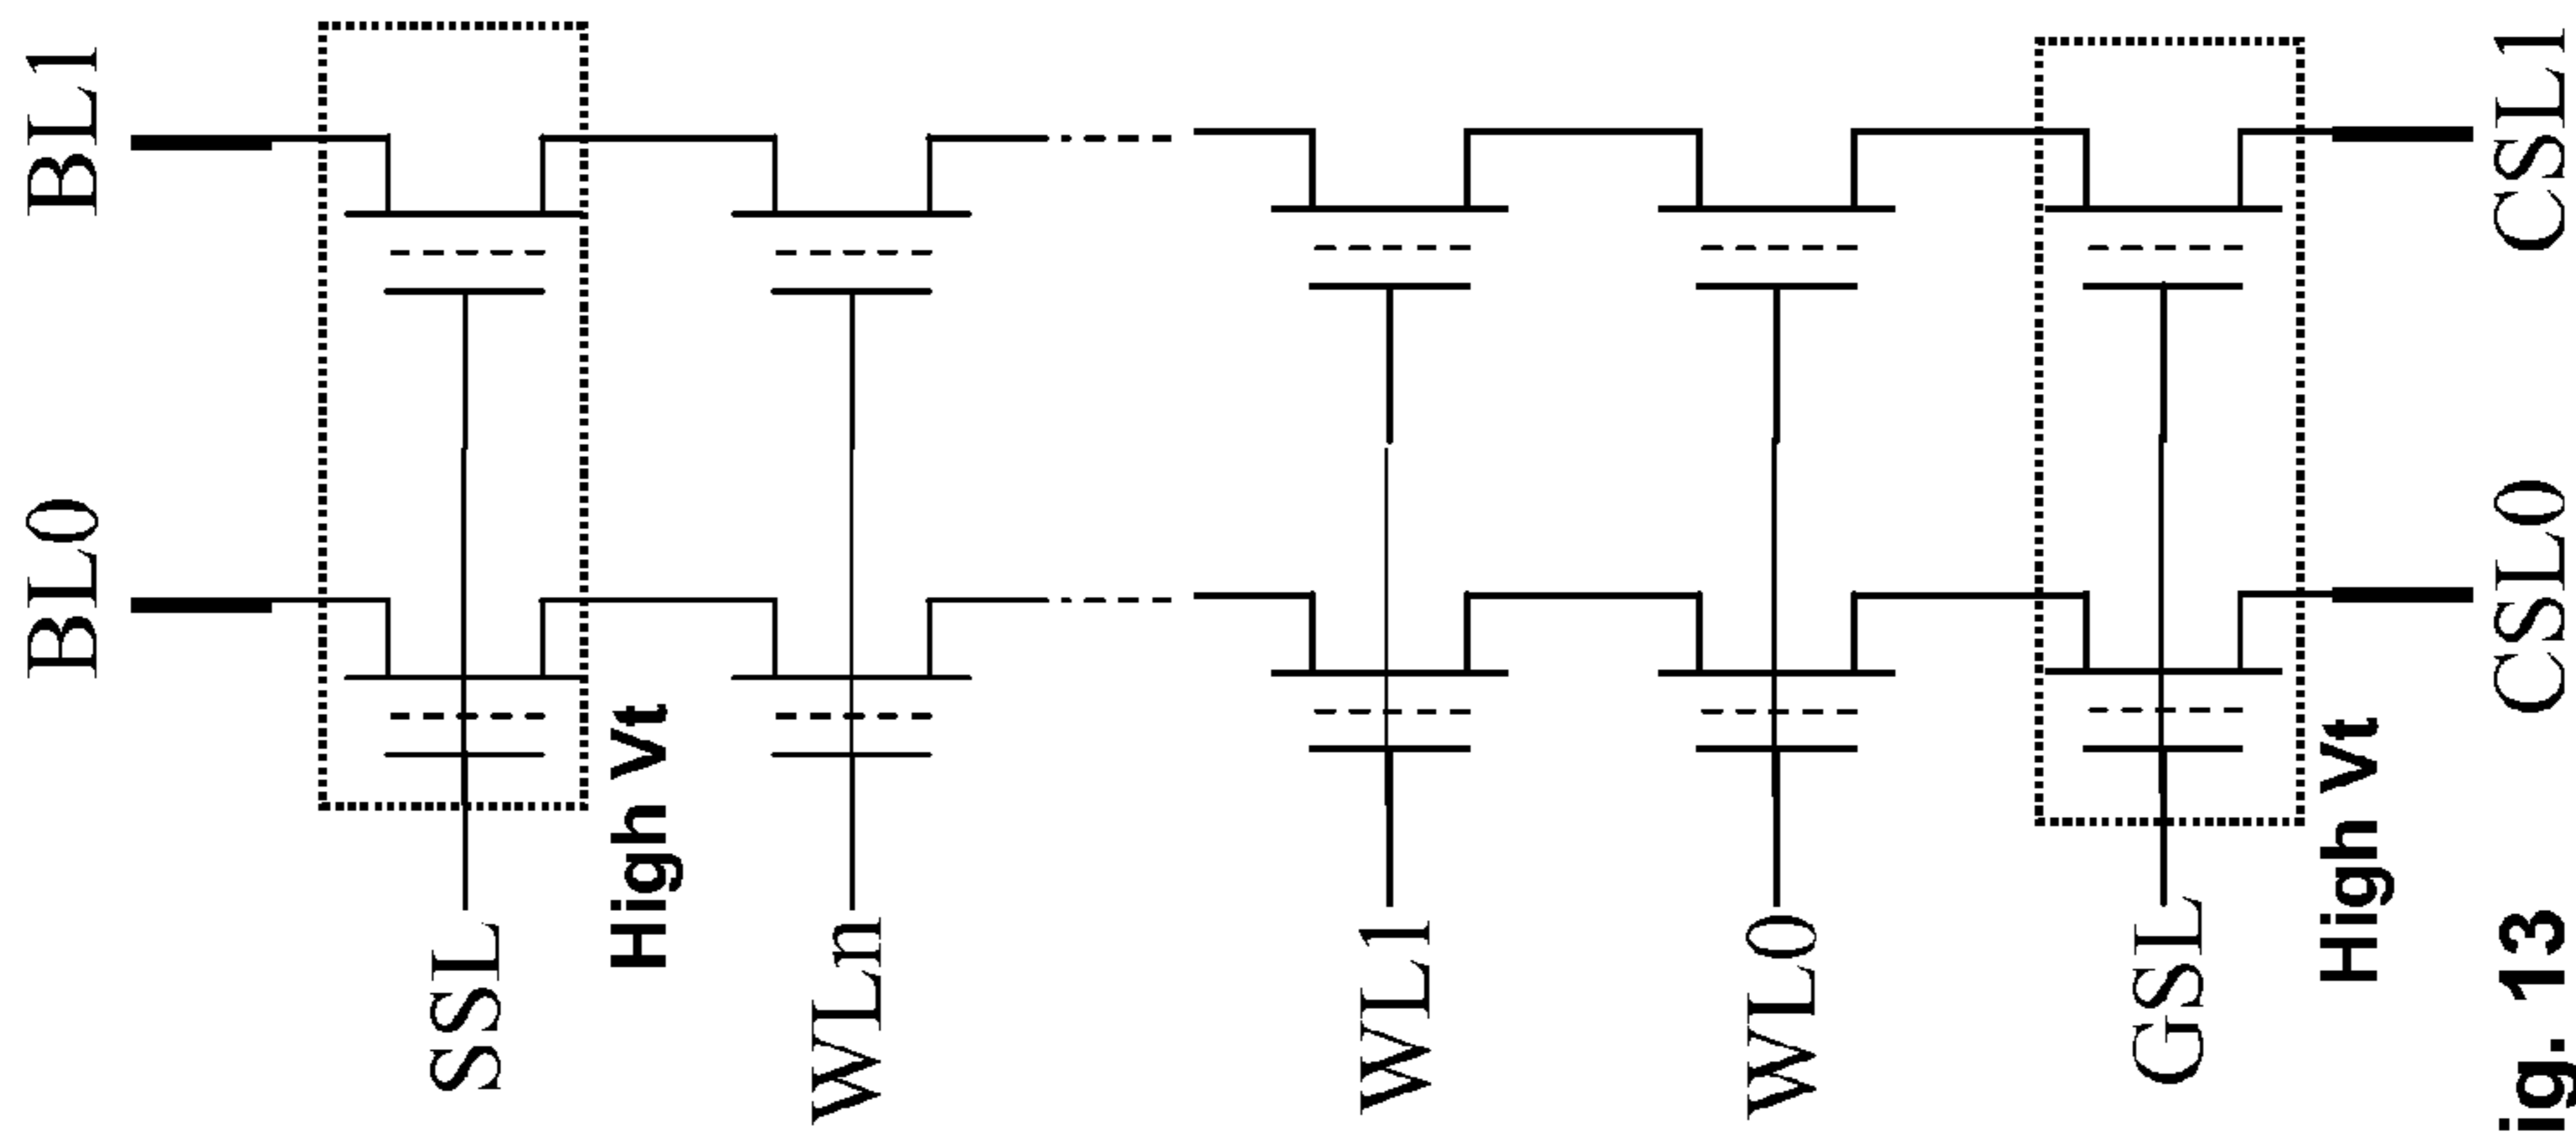 BL0 BL1
SSL
High Vt
WLn
WL1
WL0
GSL
High Vt
CSL0 CSL1
ig. 13